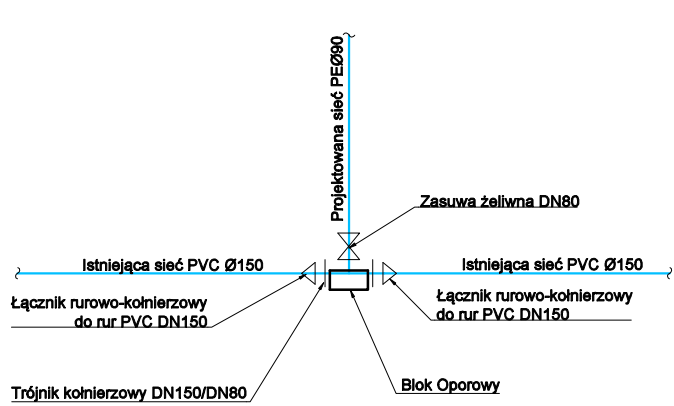 Projektowana sieć PEØ90
Zasuwa żeliwna DN80
Istniejąca sieć PVC Ø150
Istniejąca sieć PVC Ø150
Łącznik rurowo-kołnierzowy
do rur PVC DN150
Łącznik rurowo-kołnierzowy
do rur PVC DN150
Trójnik kołnierzowy DN150/DN80
Blok Oporowy